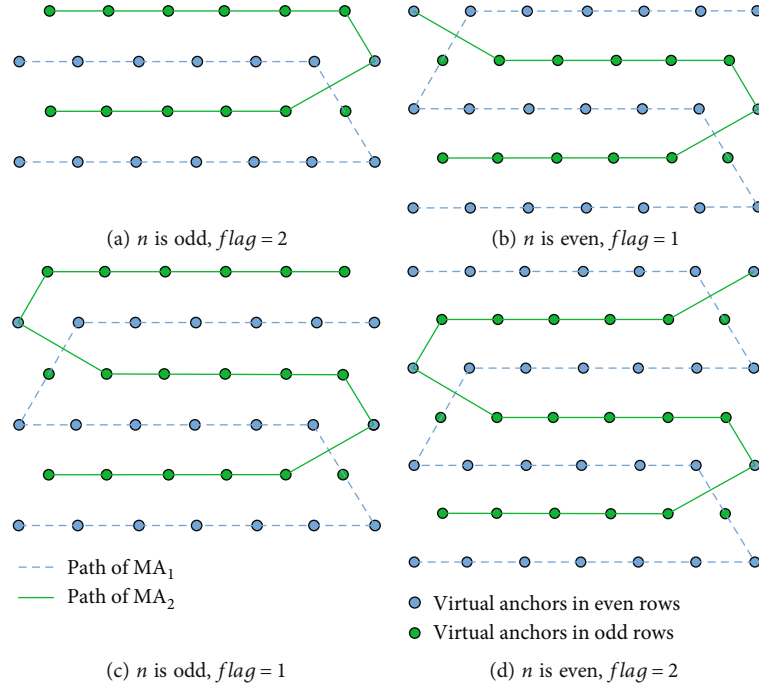 (a) n is odd, flag = 2
(b) n is even, flag = 1
Path of MA₁
Path of MA₂
Virtual anchors in even rows
Virtual anchors in odd rows
(c) n is odd, flag = 1
(d) n is even, flag = 2